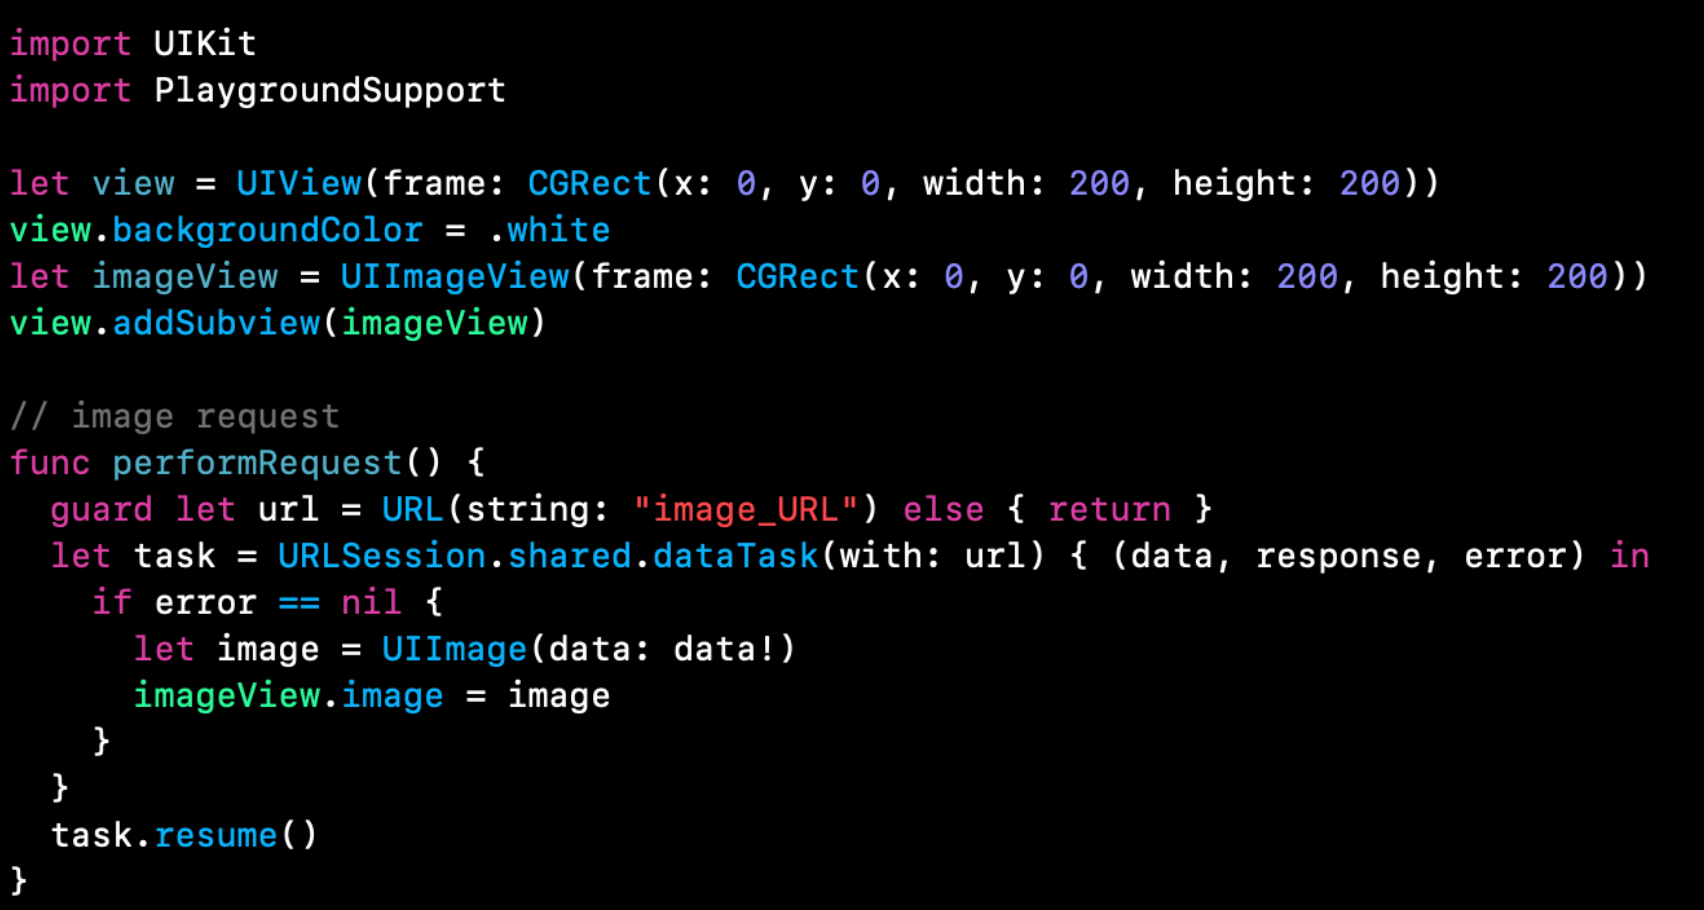 import UIKit
import PlaygroundSupport

let view = UIView(frame: CGRect(x: 0, y: 0, width: 200, height: 200))
view.backgroundColor = .white
let imageView = UIImageView(frame: CGRect(x: 0, y: 0, width: 200, height: 200))
view.addSubview(imageView)

// image request
func performRequest() {
  guard let url = URL(string: "image_URL") else { return }
  let task = URLSession.shared.dataTask(with: url) { (data, response, error) in
    if error == nil {
      let image = UIImage(data: data!)
      imageView.image = image
    }
  }
  task.resume()
}